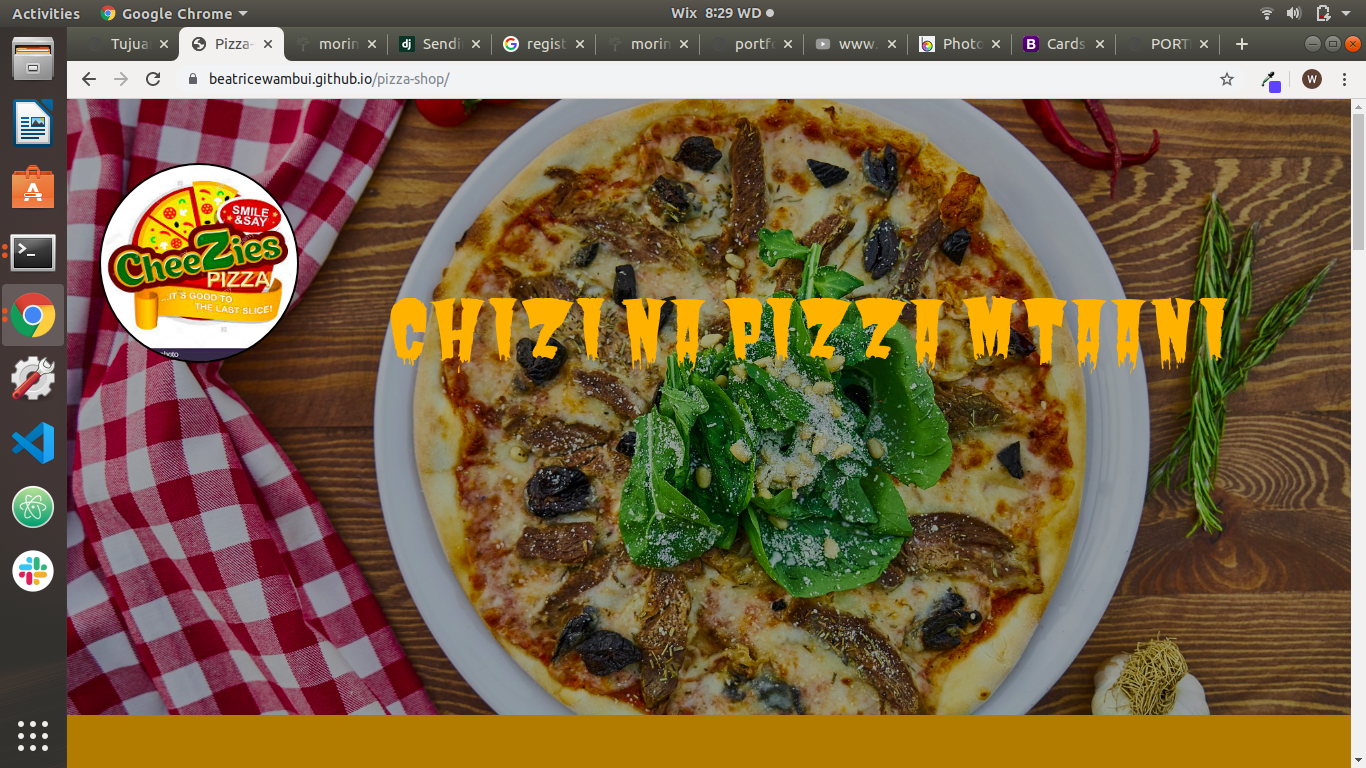 Activities Google Chrome Wix 8:29 WD
Tujua Pizza- morin Sendi regist morin portfo www. Photo Cards PORT
beatricewambui.github.io/pizza-shop/
W
SMILE
&SAY
CheeZies
PIZZA
...IT'S GOOD TO
THE LAST SLICE!
photo
CHIZI NA PIZZA MTAANI